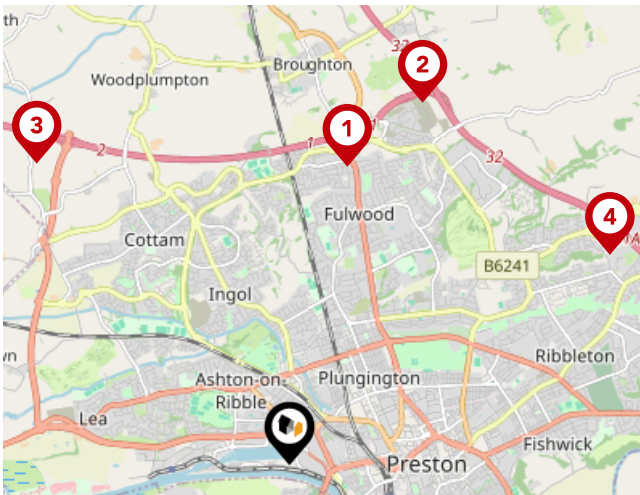 th
32
Broughton
Woodplumpton
2
1
3
1
2
32
4
Fulwood
Cottam
B6241
Ingol
Ribbleton
Ashton-on-
Ribble
Plungington
Lea
Fishwick
Preston